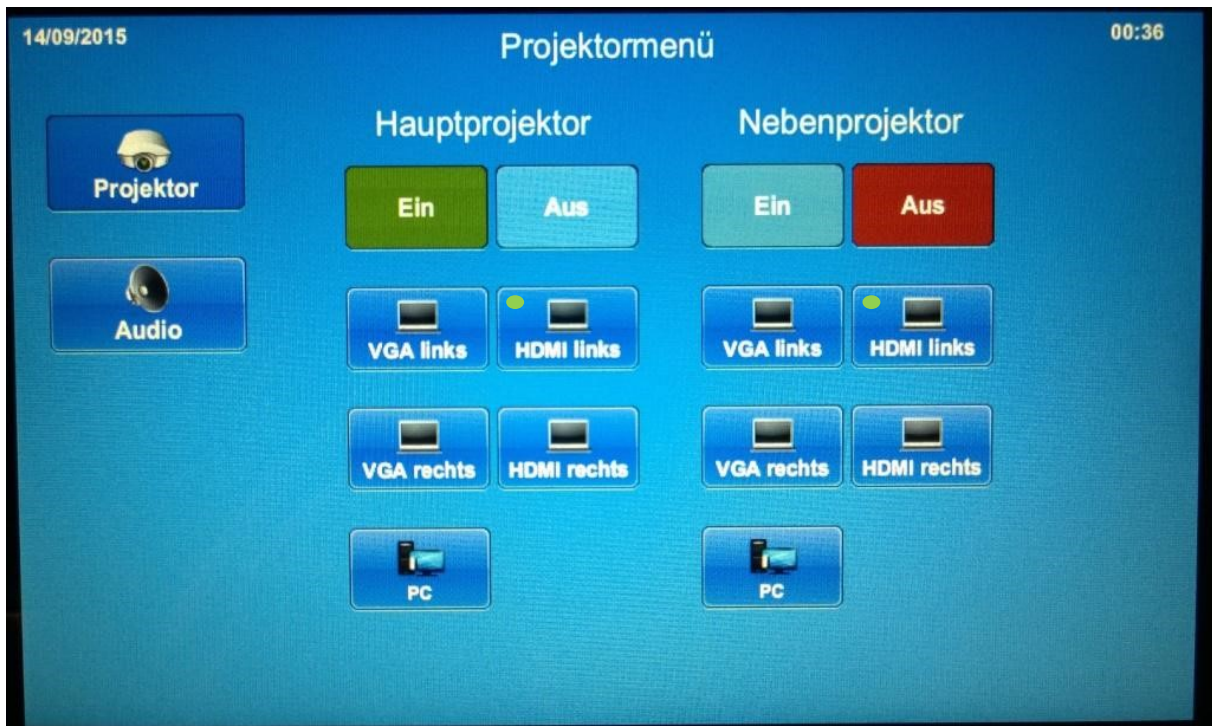 14/09/2015
Projektormenü
00:36
Projektor
Audio
Hauptprojektor
Ein
Aus
VGA links
HDMI links
VGA rechts
HDMI rechts
PC
Nebenprojektor
Ein
Aus
VGA links
HDMI links
VGA rechts
HDMI rechts
PC